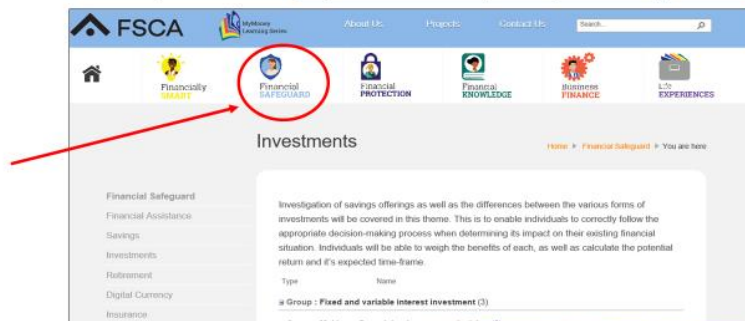 FSCA
MyMoney
Learning Series
About Us
Projects
Contact Us
Search...
Financially
SMART
Financial
SAFEGUARD
Financial
PROTECTION
Financial
KNOWLEDGE
Business
FINANCE
Life
EXPERIENCES
Investments
Home
Financial Safeguard
You are here
Financial Safeguard
Financial Assistance
Savings
Investments
Retirement
Digital Currency
Insurance
Investigation of savings offerings as well as the differences between the various forms of
investments will be covered in this theme. This is to enable individuals to correctly follow the
appropriate decision-making process when determining its impact on their existing financial
situation. Individuals will be able to weigh the benefits of each, as well as calculate the potential
return and it's expected time-frame.
Type Name
Group : Fixed and variable interest investment (3)